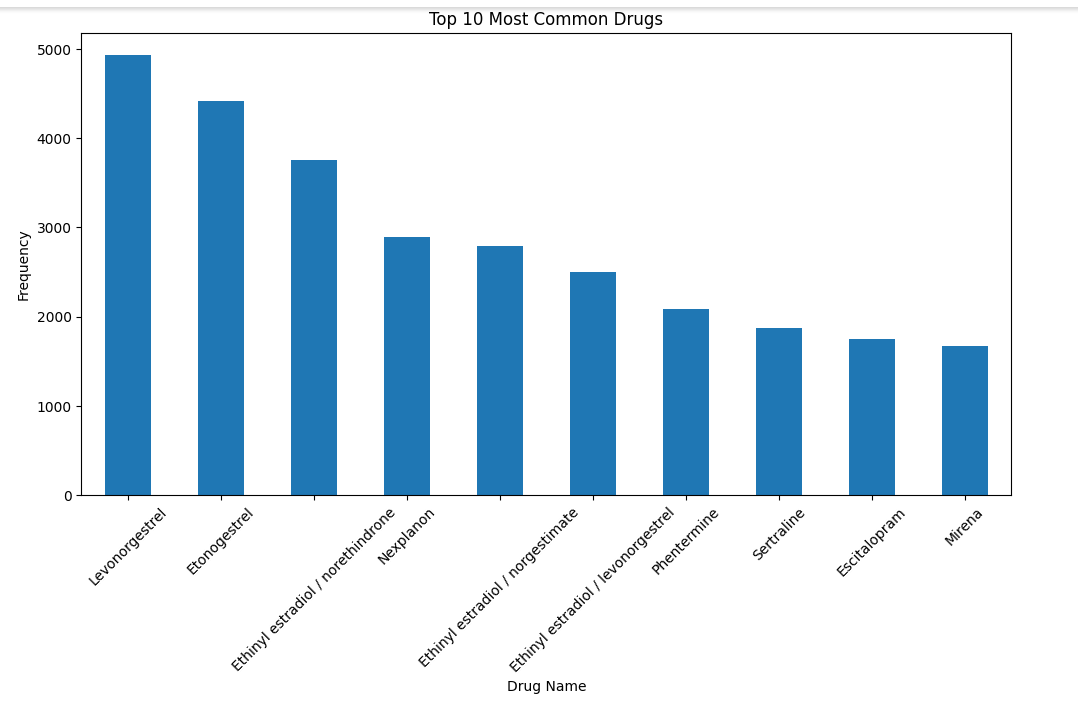 Top 10 Most Common Drugs
5000
4000
3000
2000
1000
0
Frequency
Levonorgestrel
Etonogestrel
Ethinyl estradiol / norethindrone
Nexplanon
Ethinyl estradiol / norgestimate
Ethinyl estradiol / levonorgestrel
Phentermine
Sertraline
Escitalopram
Mirena
Drug Name